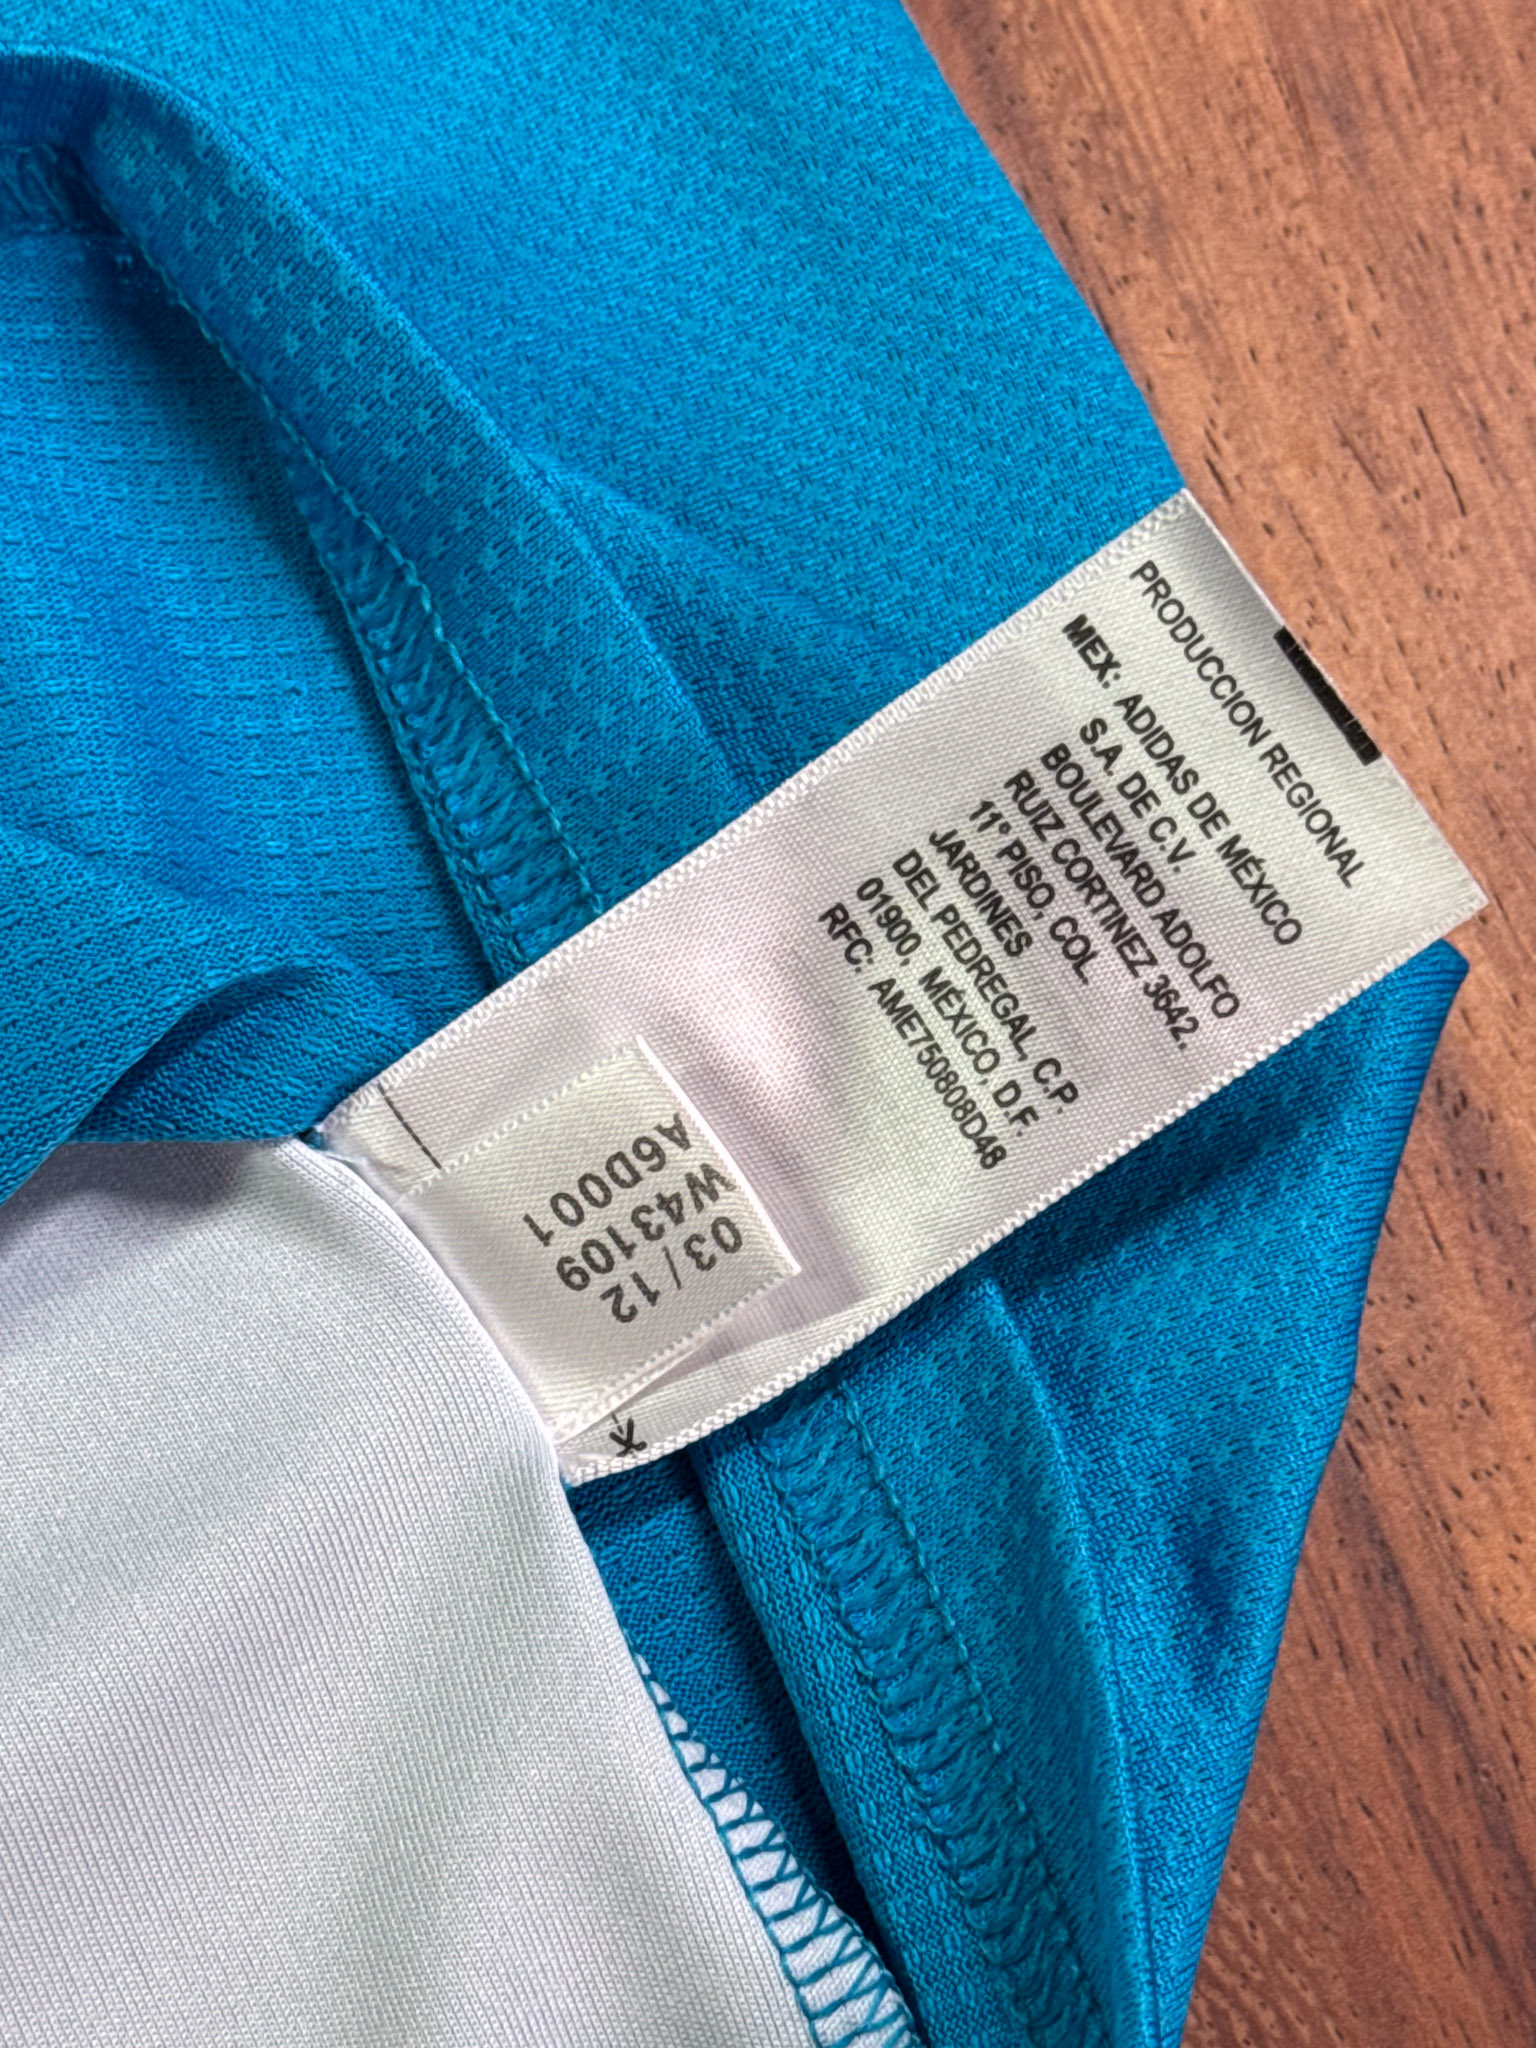 PRODUCCION REGIONAL
MEX: ADIDAS DE MÉXICO
S.A. DE C.V.
BOULEVARD ADOLFO
RUIZ CORTINEZ 3642.
11° PISO, COL.
JARDINES
DEL PEDREGAL, C.P.
01900, MÉXICO, D.F.
RFC: AME750808D48
A6D001
W43109
03/12